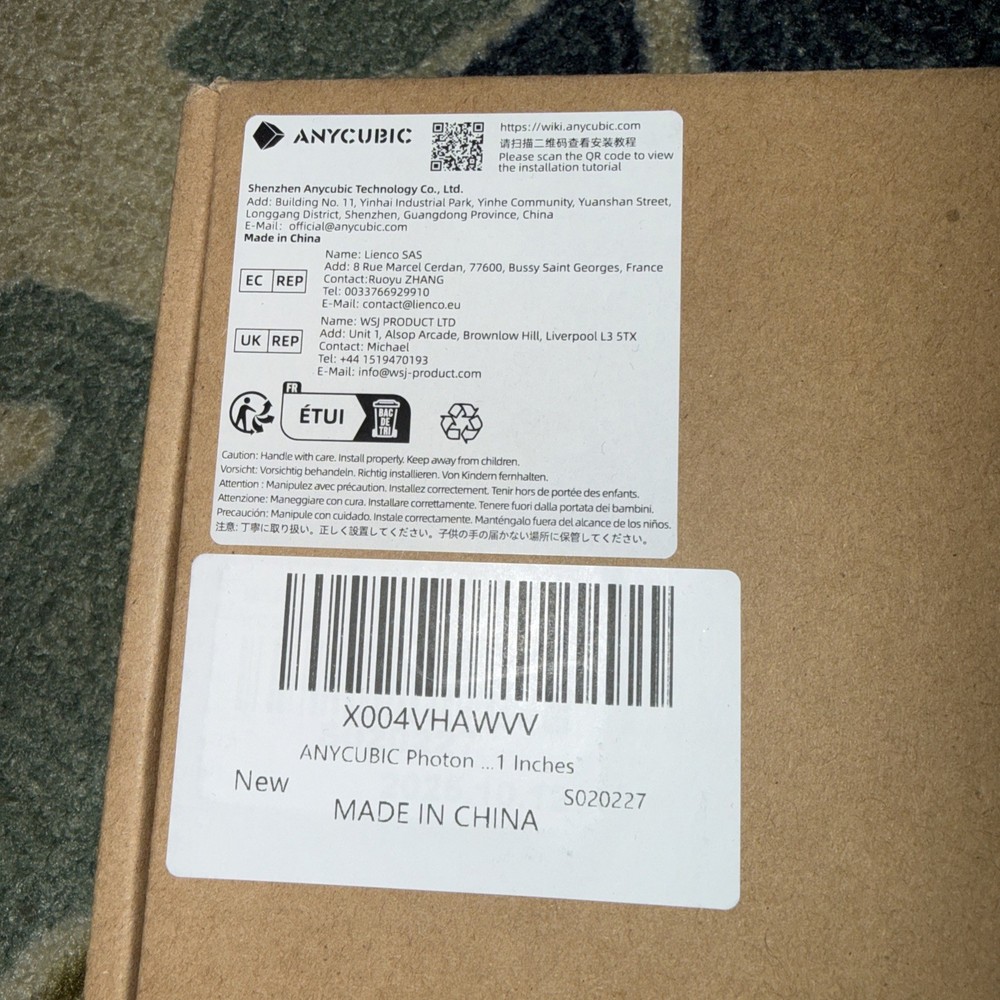 ANYCUBIC
https://wiki.anycubic.com
请扫描二维码查看安装教程
Please scan the QR code to view
the installation tutorial
Shenzhen Anycubic Technology Co., Ltd.
Add: Building No. 11, Yinhai Industrial Park, Yinhe Community, Yuanshan Street,
Longgang District, Shenzhen, Guangdong Province, China
E-Mail: official@anycubic.com
Made in China
EC REP
Name: Lienco SAS
Add: 8 Rue Marcel Cerdan, 77600, Bussy Saint Georges, France
Contact:Ruoyu ZHANG
Tel: 0033766929910
E-Mail: contact@lienco.eu
UK REP
Name: WSJ PRODUCT LTD
Add: Unit 1, Alsop Arcade, Brownlow Hill, Liverpool L3 5TX
Contact: Michael
Tel: +44 1519470193
E-Mail: info@wsj-product.com
FR
ÉTUI
BAC
DE
TRI
Caution: Handle with care. Install properly. Keep away from children.
Vorsicht: Vorsichtig behandeln. Richtig installieren. Von Kindern fernhalten.
Attention : Manipulez avec précaution. Installez correctement. Tenir hors de portée des enfants.
Attenzione: Maneggiare con cura. Installare correttamente. Tenere fuori dalla portata dei bambini.
Precaución: Manipule con cuidado. Instale correctamente. Manténgalo fuera del alcance de los niños.
注意: 丁寧に取り扱い。正しく設置してください。子供の手の届かない場所に保管してください。
X004VHAWVV
ANYCUBIC Photon ...1 Inches
New
S020227
MADE IN CHINA